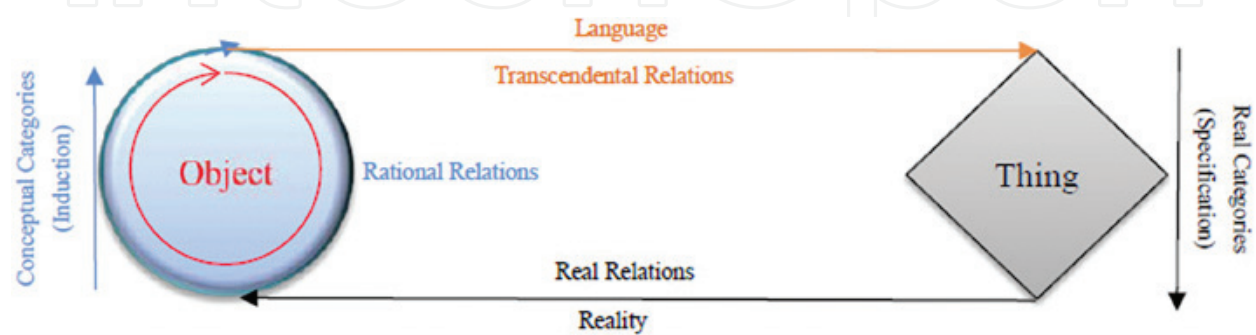 Language
Transcendental Relations
Conceptual Categories
(Induction)
Object
Rational Relations
Thing
Real Categories
(Specification)
Real Relations
Reality